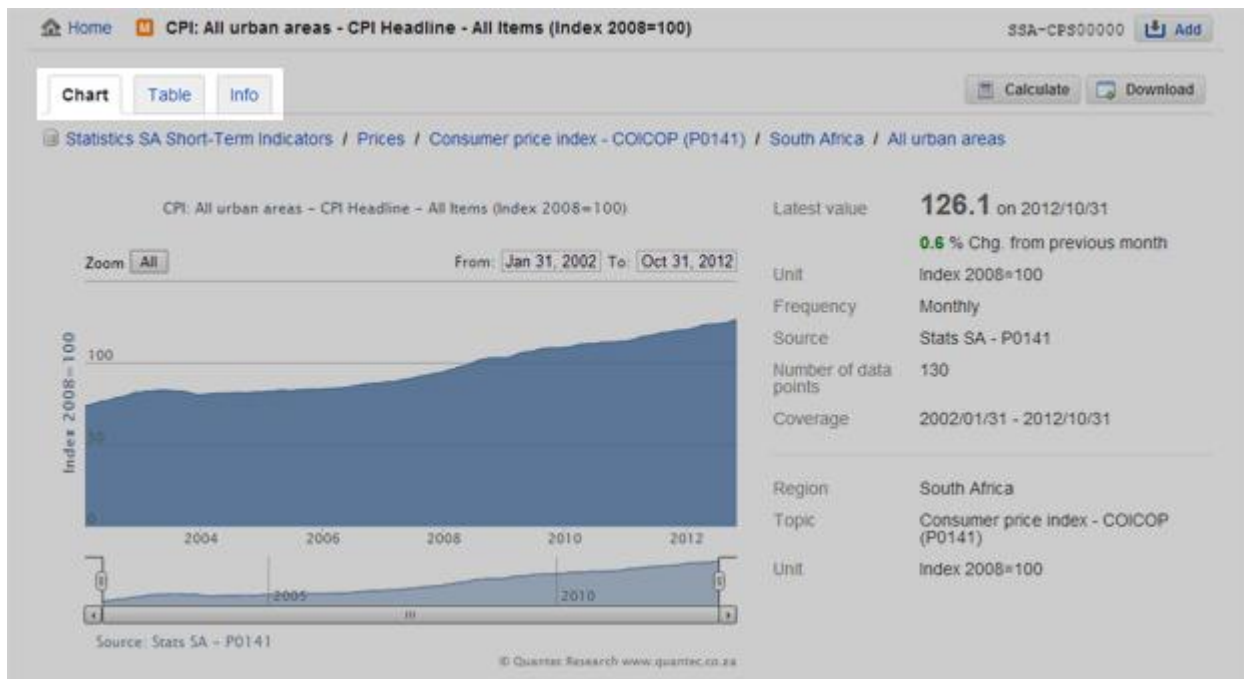 Home M CPI: All urban areas - CPI Headline - All Items (Index 2008=100) SSA-CPS00000 Add
Chart Table Info Calculate Download
Statistics SA Short-Term Indicators / Prices / Consumer price index - COICOP (P0141) / South Africa / All urban areas
CPI: All urban areas - CPI Headline - All Items (Index 2008=100)
Zoom All From: Jan 31, 2002 To: Oct 31, 2012
Index 2008=100
100
50
0
2004 2006 2008 2010 2012
2005 2010
Source: Stats SA - P0141
© Quantec Research www.quantec.co.za
Latest value 126.1 on 2012/10/31
0.6 % Chg. from previous month
Unit Index 2008=100
Frequency Monthly
Source Stats SA - P0141
Number of data 130
points
Coverage 2002/01/31 - 2012/10/31
Region South Africa
Topic Consumer price index - COICOP
(P0141)
Unit Index 2008=100